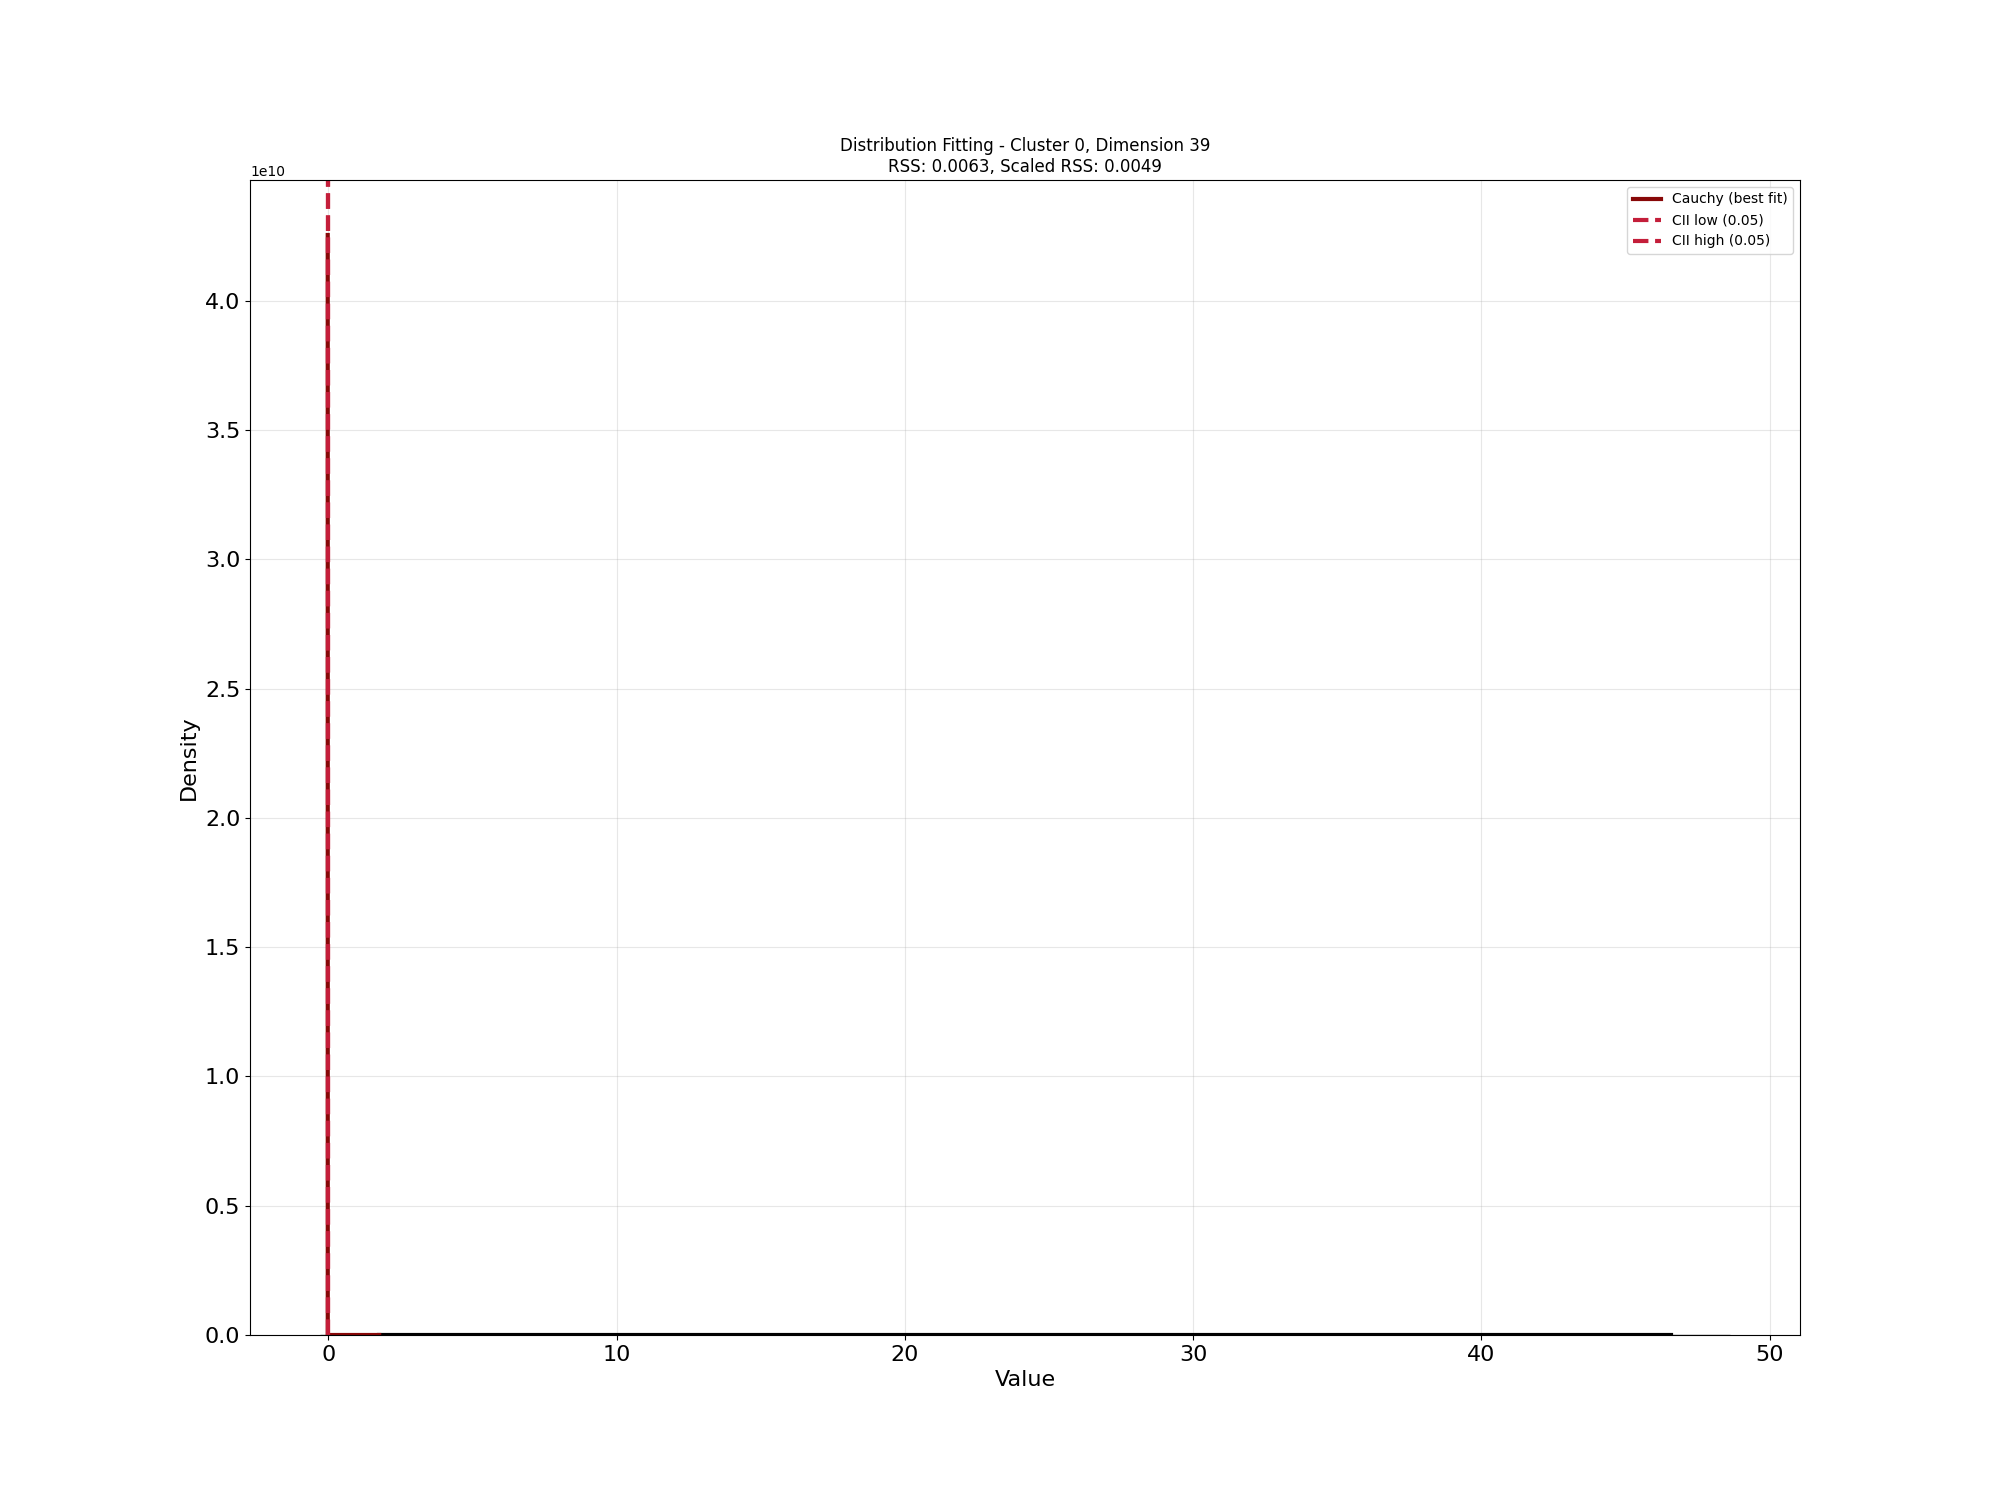 Distribution Fitting - Cluster 0, Dimension 39
RSS: 0.0063, Scaled RSS: 0.0049
1e10
Cauchy (best fit)
CII low (0.05)
CII high (0.05)
4.0
3.5
3.0
2.5
2.0
1.5
1.0
0.5
0.0
Density
0 10 20 30 40 50
Value